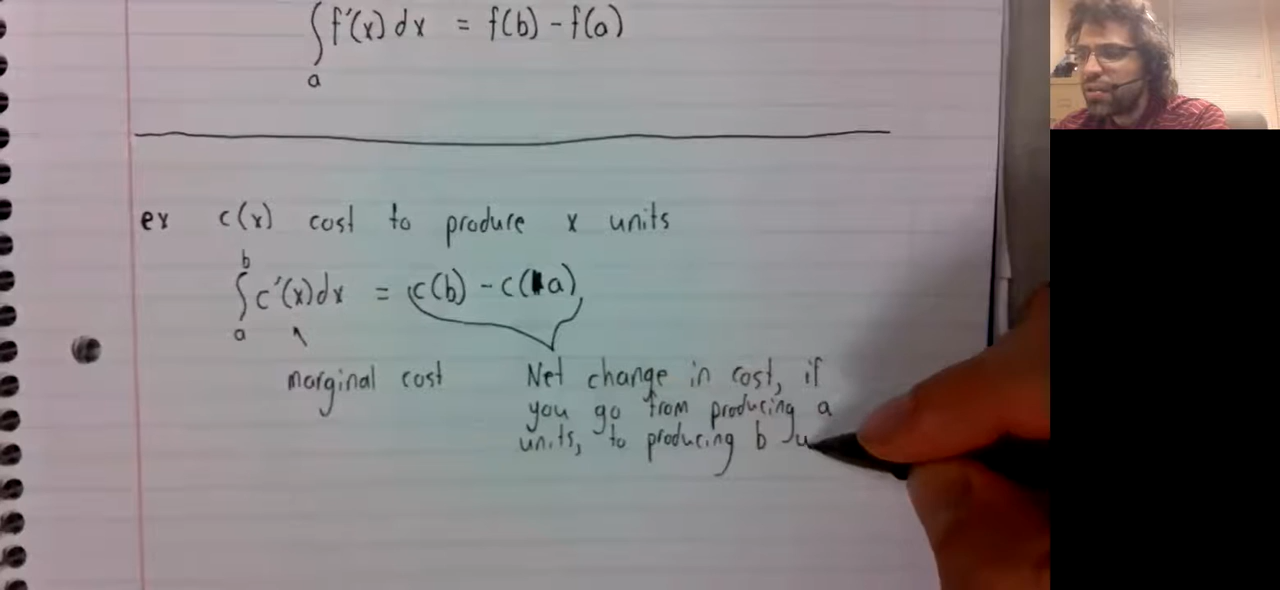 ∫ f'(x) dx = f(b) - f(a)
a
ex c(x) cost to produce x units
b
∫ c'(x) dx = c(b) - c(a)
a
marginal cost
Net change in cost, if
you go from producing a
units, to producing b u